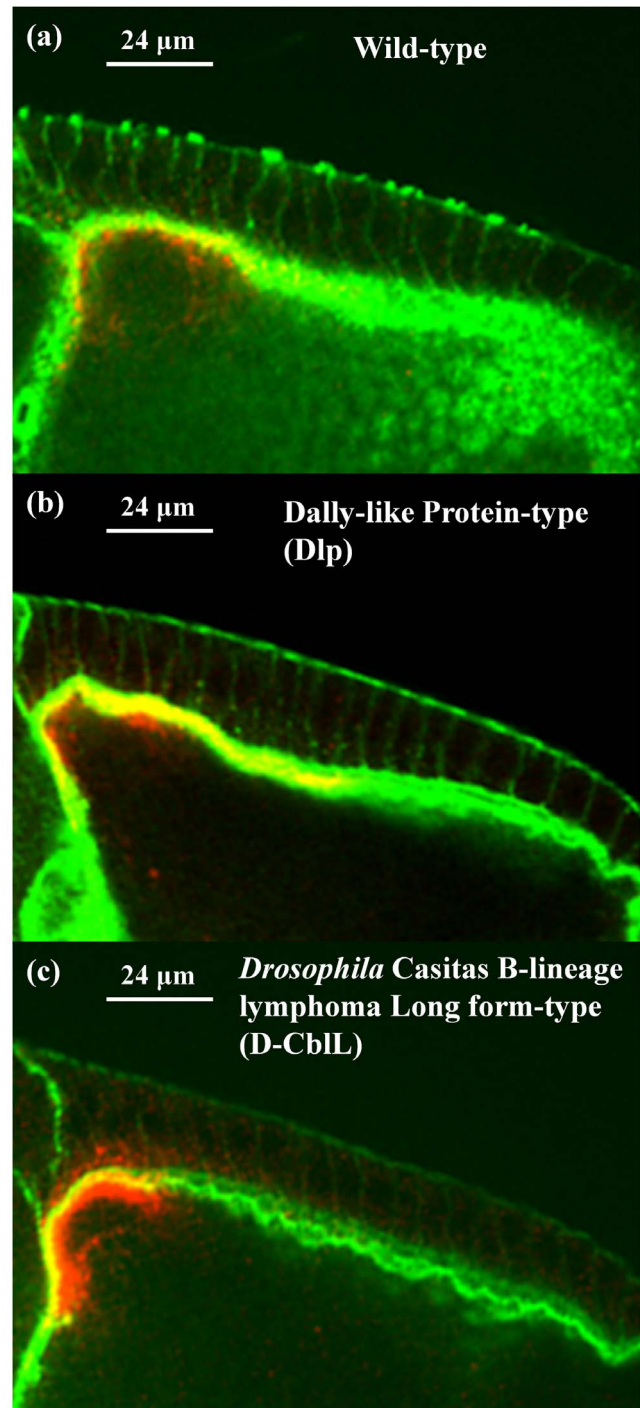 (a)
24 µm
Wild-type
(b)
24 µm
Dally-like Protein-type
(Dlp)
(c)
24 µm
Drosophila Casitas B-lineage
lymphoma Long form-type
(D-CblL)